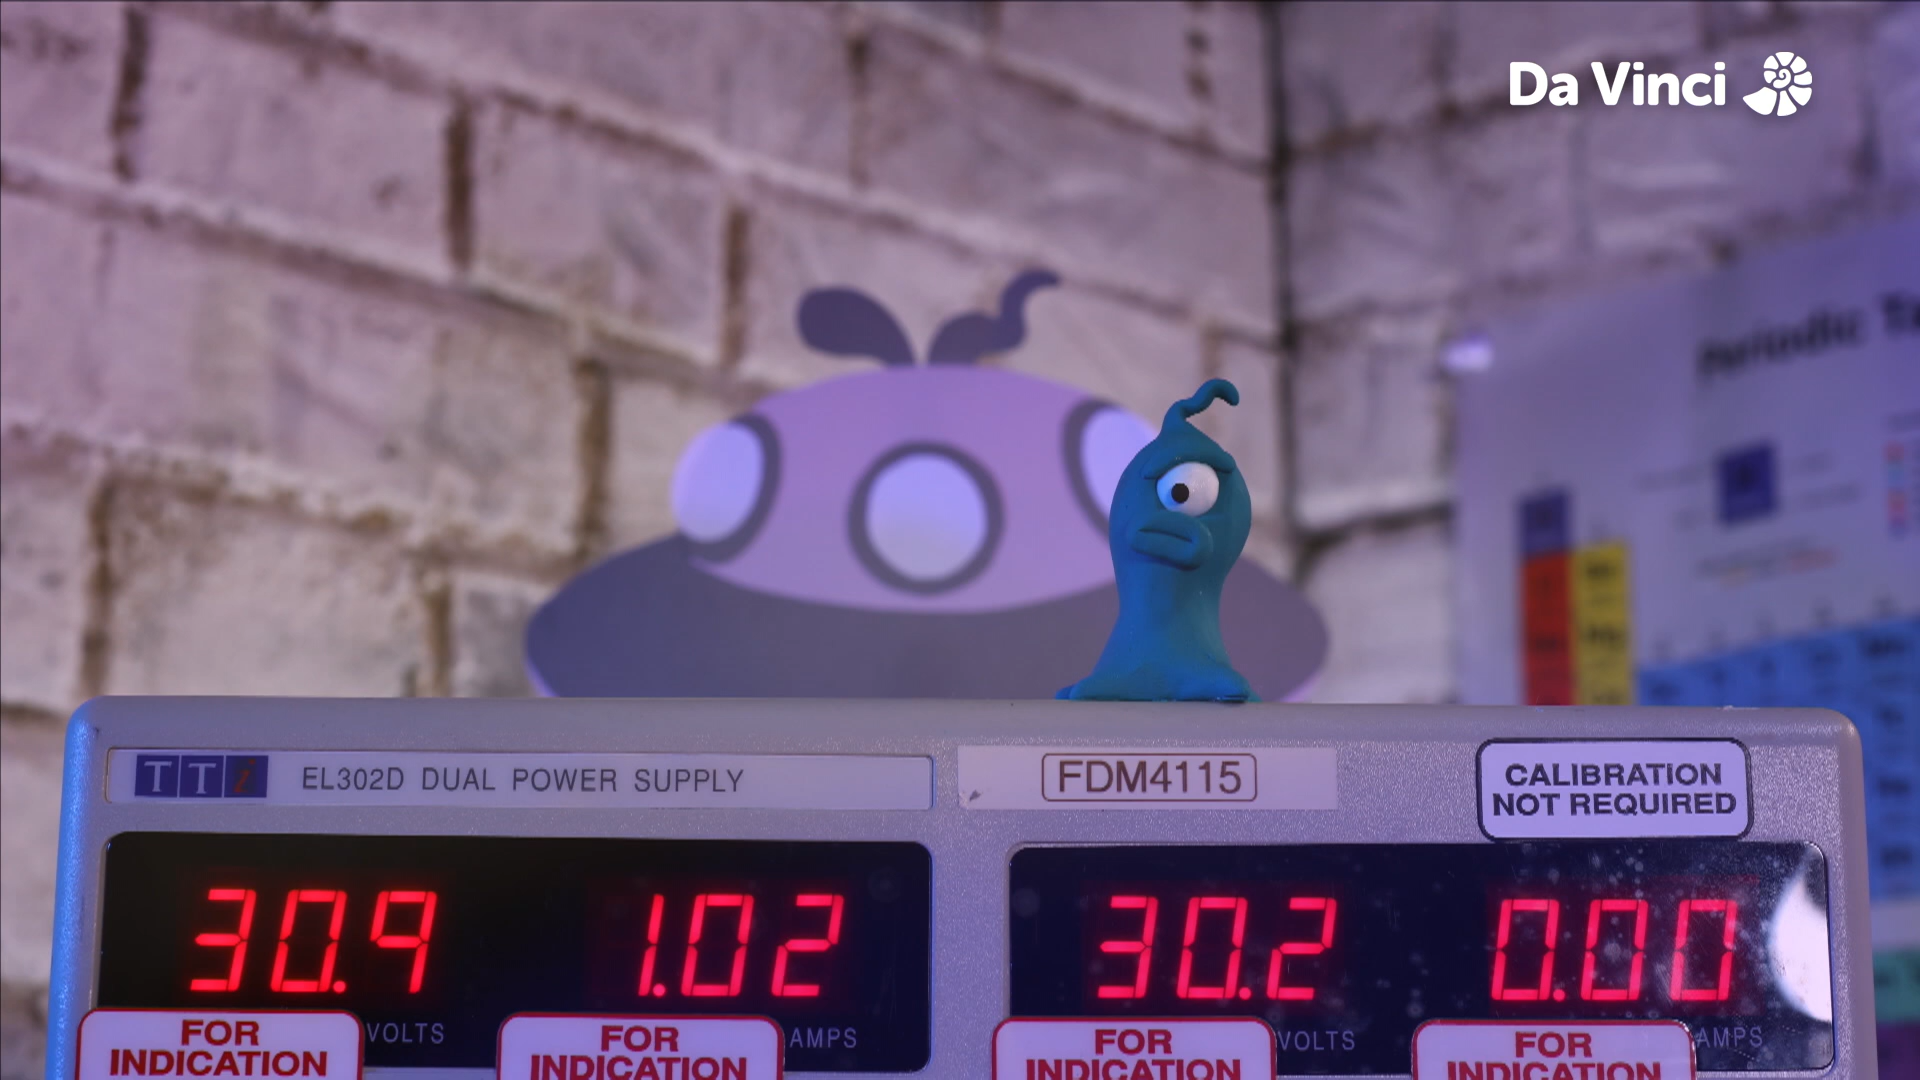 Da Vinci
Periodic
TTi EL302D DUAL POWER SUPPLY
FDM4115
CALIBRATION
NOT REQUIRED
30.9 1.02
30.2 0.00
FOR
INDICATION
VOLTS
FOR
INDICATION
AMPS
FOR
INDICATION
VOLTS
FOR
INDICATION
AMPS